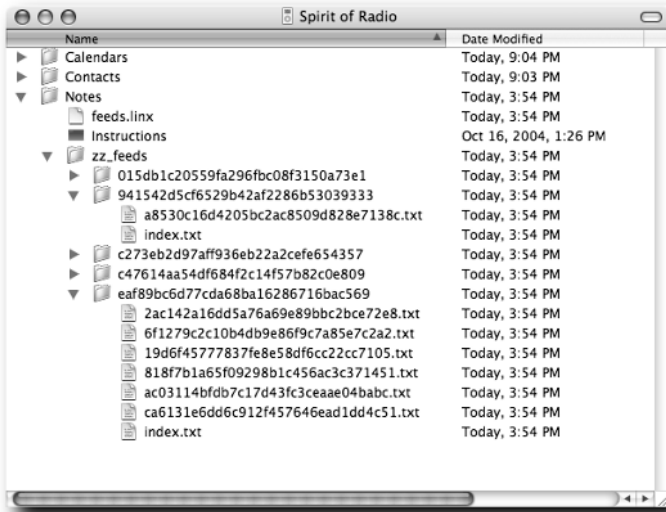 Spirit of Radio
Name Date Modified
Calendars Today, 9:04 PM
Contacts Today, 9:03 PM
Notes Today, 3:54 PM
feeds.linx Today, 3:54 PM
Instructions Oct 16, 2004, 1:26 PM
zz_feeds Today, 3:54 PM
015db1c20559fa296fbc08f3150a73e1 Today, 3:54 PM
941542d5cf6529b42af2286b53039333 Today, 3:54 PM
a8530c16d4205bc2ac8509d828e7138c.txt Today, 3:54 PM
index.txt Today, 3:54 PM
c273eb2d97aff936eb22a2cefe654357 Today, 3:54 PM
c47614aa54df684f2c14f57b82c0e809 Today, 3:54 PM
eaf89bc6d77cda68ba16286716bac569 Today, 3:54 PM
2ac142a16dd5a76a69e89bbc2bce72e8.txt Today, 3:54 PM
6f1279c2c10b4db9e86f9c7a85e7c2a2.txt Today, 3:54 PM
19d6f45777837fe8e58df6cc22cc7105.txt Today, 3:54 PM
818f7b1a65f09298b1c456ac3c371451.txt Today, 3:54 PM
ac03114bfdb7c17d43fc3ceaae04babc.txt Today, 3:54 PM
ca6131e6dd6c912f457646ead1dd4c51.txt Today, 3:54 PM
index.txt Today, 3:54 PM